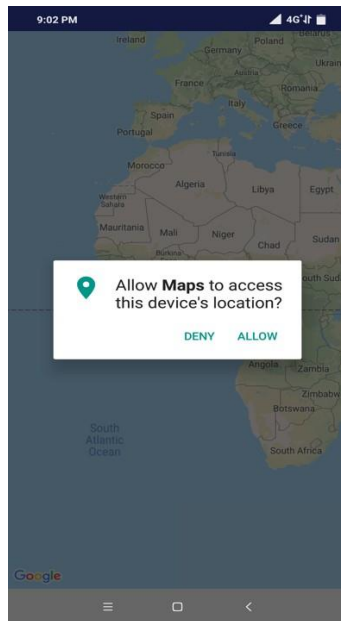 9:02 PM
4G
Ireland
Poland
Belarus
Germany
Ukrain
Austria
France
Romania
Italy
Spain
Greece
Portugal
Tunisia
Morocco
Algeria
Libya
Egypt
Western
Sahara
Mauritania
Mali
Niger
Chad
Sudan
Burkina
Allow Maps to access
this device's location?
outh Sud
DENY ALLOW
Angola
Zambia
Zimbabw
Botswana
South
Atlantic
Ocean
South Africa
Google